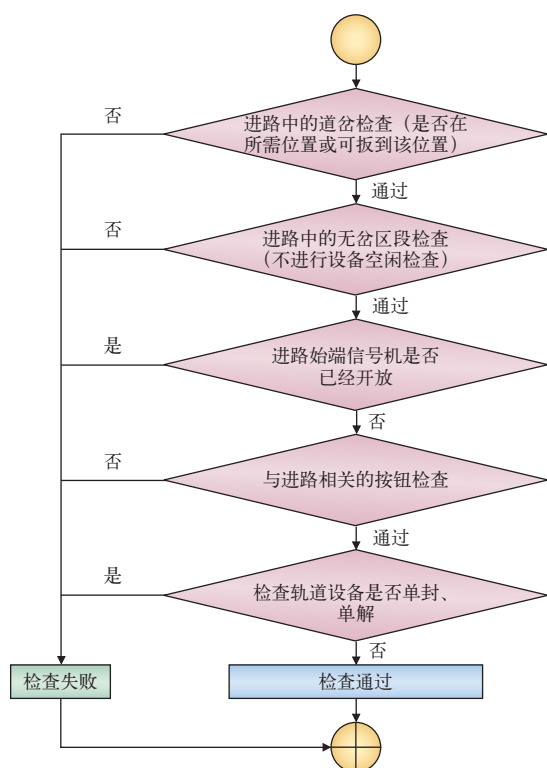 否
进路中的道岔检查（是否在
所需位置或可扳到该位置）
通过
否
进路中的无岔区段检查
（不进行设备空闲检查）
通过
是
进路始端信号机是否
已经开放
否
否
与进路相关的按钮检查
通过
是
检查轨道设备是否单封、
单解
否
检查失败
检查通过